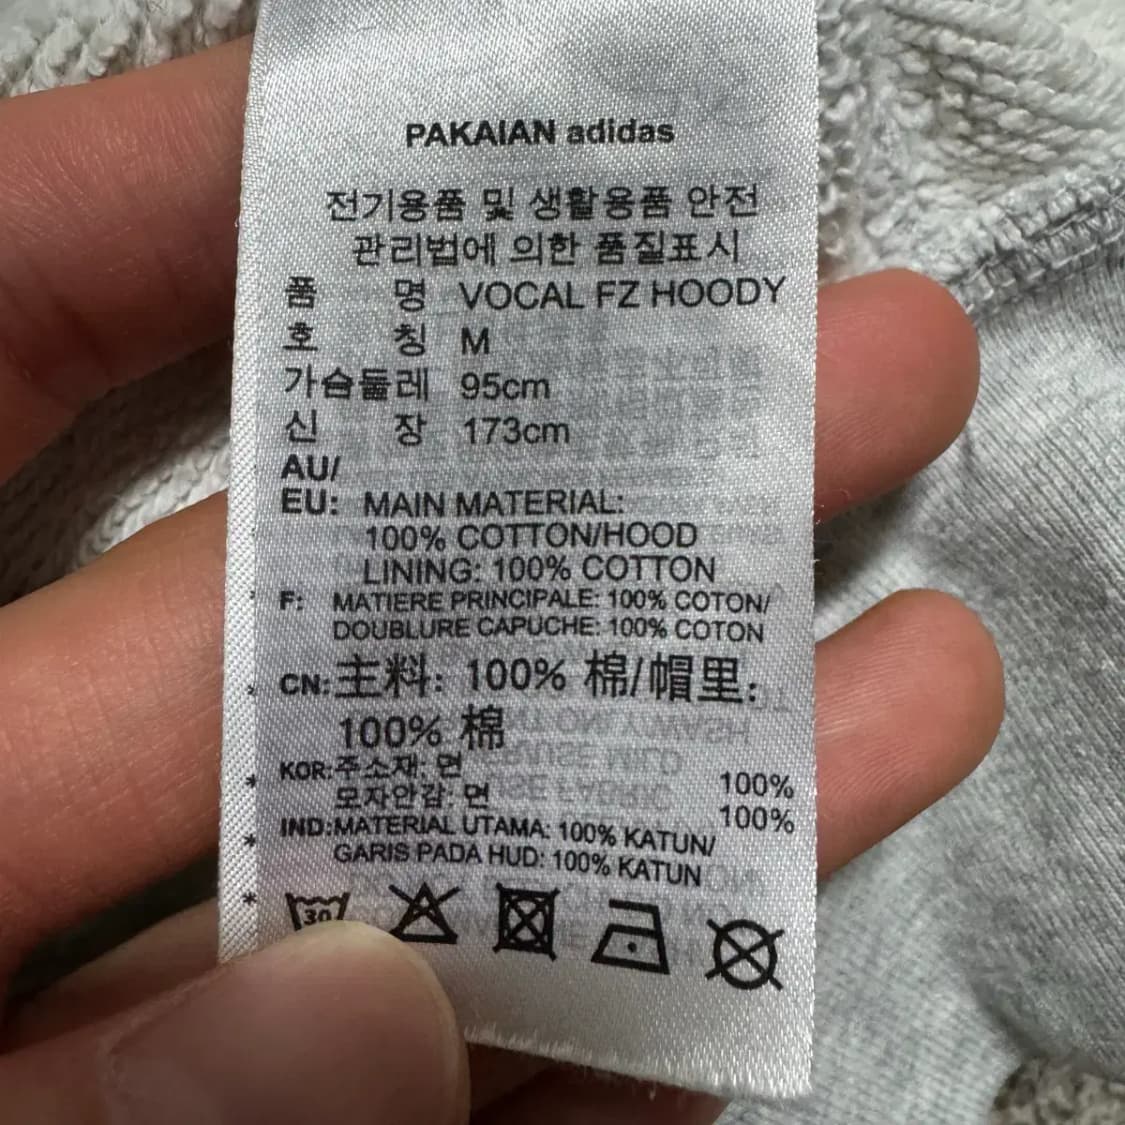 PAKAIAN adidas
전기용품 및 생활용품 안전
관리법에 의한 품질표시
품 명 VOCAL FZ HOODY
호 칭 M
가슴둘레 95cm
신 장 173cm
AU/
EU: MAIN MATERIAL:
100% COTTON/HOOD
LINING: 100% COTTON
F: MATIERE PRINCIPALE: 100% COTON/
DOUBLURE CAPUCHE: 100% COTON
CN: 主料: 100% 棉/帽里:
100% 棉
KOR: 주소재: 면 100%
모자안감: 면 100%
IND: MATERIAL UTAMA: 100% KATUN/
GARIS PADA HUD: 100% KATUN
30